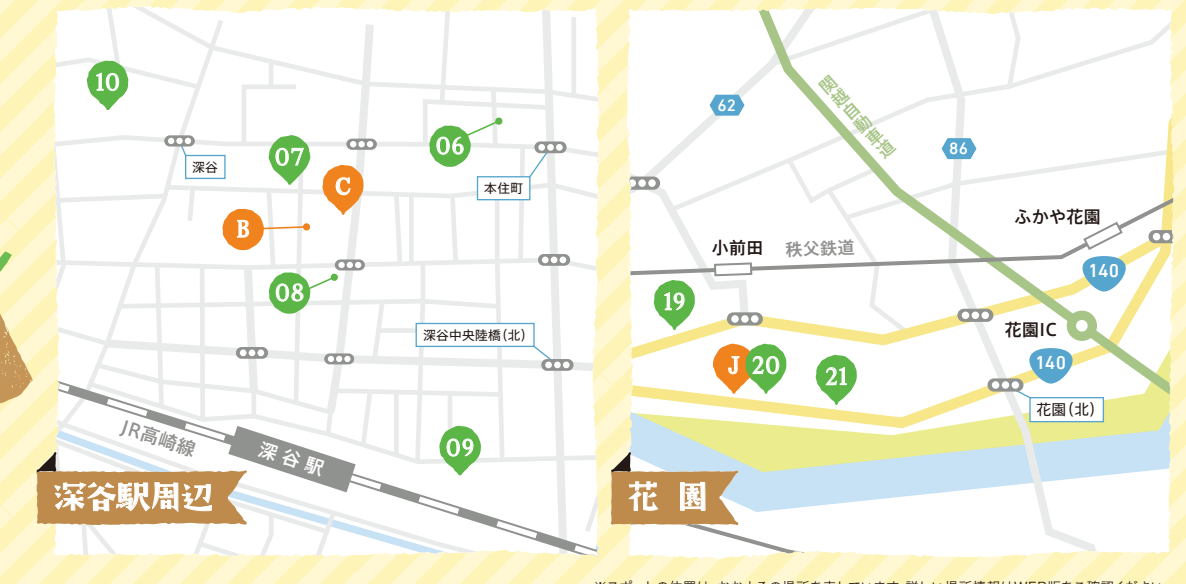 10
07
06
C
B
08
09
深谷
本住町
深谷中央陸橋(北)
JR高崎線
深谷駅
深谷駅周辺
関越自動車道
62
86
ふかや花園
小前田
秩父鉄道
140
19
花園IC
J
20
21
140
花園(北)
花園